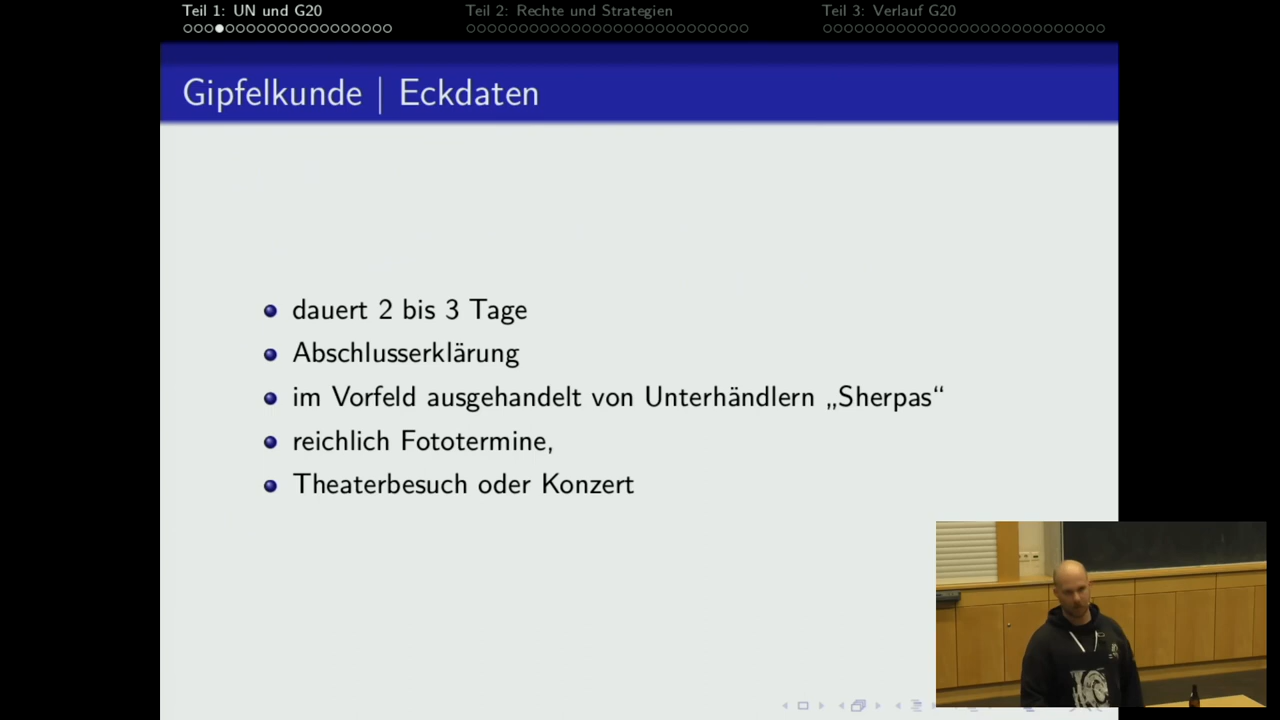 Teil 1: UN und G20
Teil 2: Rechte und Strategien
Teil 3: Verlauf G20
Gipfelkunde | Eckdaten
dauert 2 bis 3 Tage
Abschlusserklärung
im Vorfeld ausgehandelt von Unterhändlern „Sherpas“
reichlich Fototermine,
Theaterbesuch oder Konzert